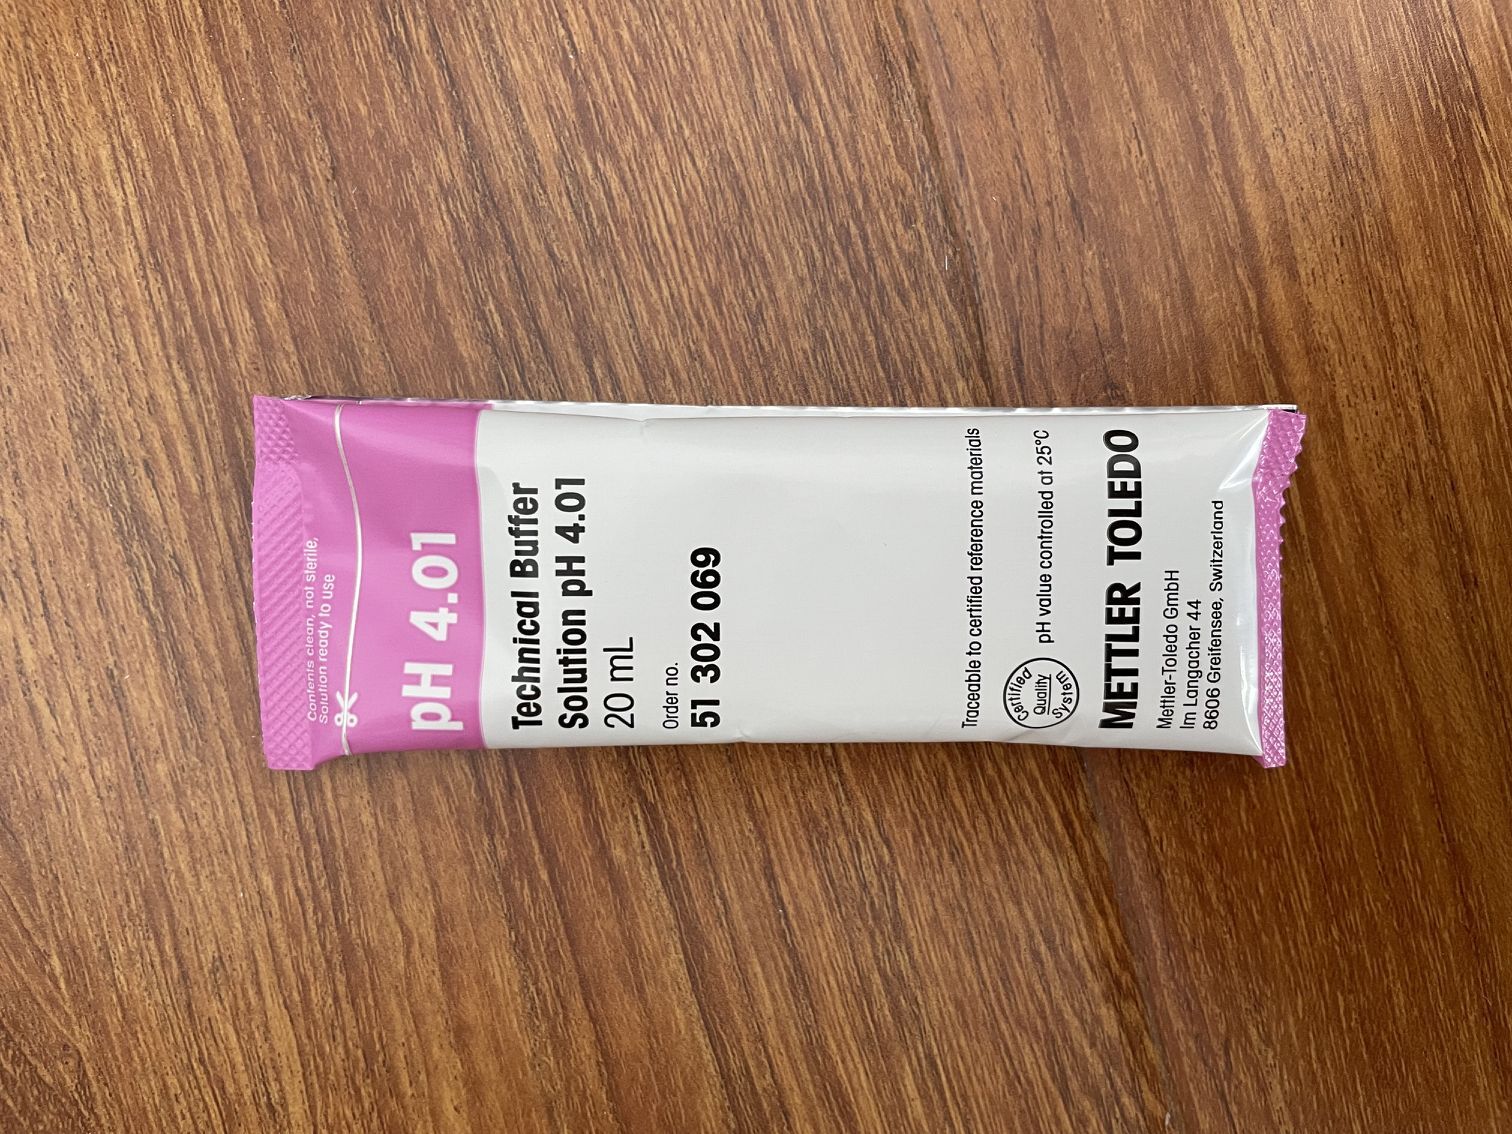 Contents clean, not sterile,
Solution ready to use
pH 4.01
Technical Buffer
Solution pH 4.01
20 mL
Order no.
51 302 069
Traceable to certified reference materials
Certified
Quality
System
pH value controlled at 25°C
METTLER TOLEDO
Mettler-Toledo GmbH
Im Langacher 44
8606 Greifensee, Switzerland